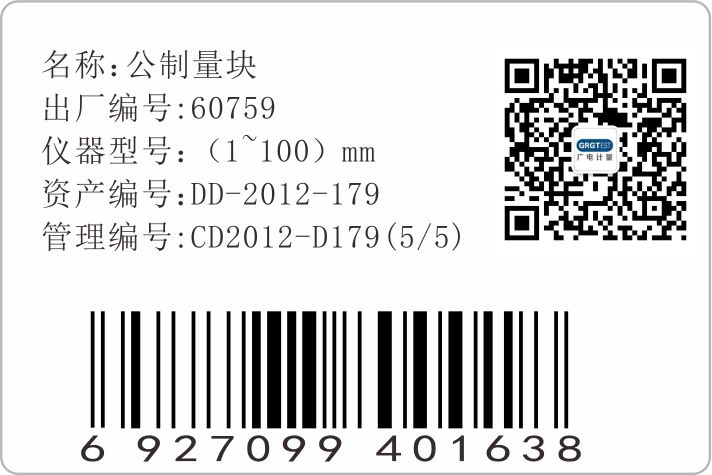 名称：公制量块
出厂编号:60759
仪器型号：（1~100）mm
资产编号：DD-2012-179
管理编号:CD2012-D179(5/5)
GRGTEST
广电计量
6 927099 401638